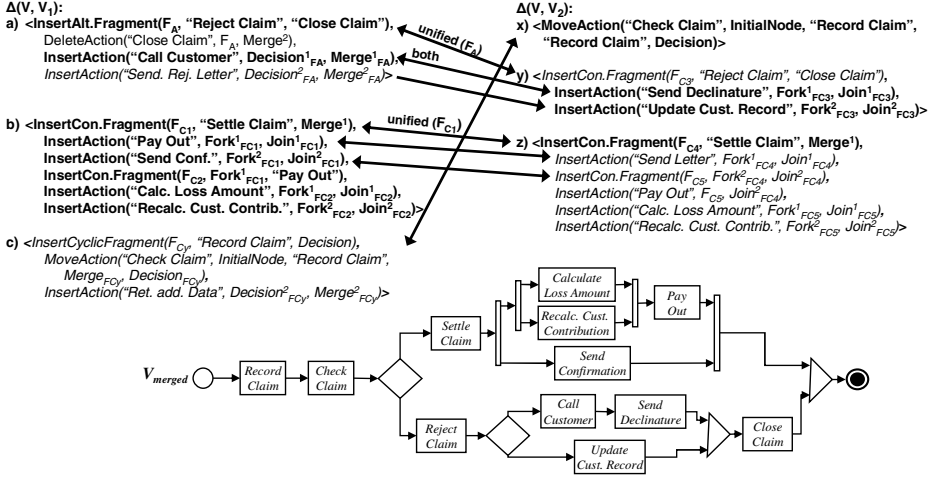 Δ(V, V1):
a) <InsertAlt.Fragment(FA, "Reject Claim", "Close Claim"),
DeleteAction("Close Claim", FA, Merge²),
InsertAction("Call Customer", Decision¹FA, Merge¹FA),
InsertAction("Send. Rej. Letter", Decision²FA, Merge²FA)>
b) <InsertCon.Fragment(FC1, "Settle Claim", Merge¹),
InsertAction("Pay Out", Fork¹FC1, Join¹FC1),
InsertAction("Send Conf.", Fork²FC1, Join²FC1),
InsertCon.Fragment(FC2, Fork¹FC1, "Pay Out"),
InsertAction("Calc. Loss Amount", Fork¹FC2, Join¹FC2),
InsertAction("Recalc. Cust. Contrib.", Fork²FC2, Join²FC2)>
c) <InsertCyclicFragment(FCy, "Record Claim", Decision),
MoveAction("Check Claim", InitialNode, "Record Claim",
MergeFCy, DecisionFCy),
InsertAction("Ret. add. Data", Decision²FCy, Merge²FCy)>
unified (FA)
both
unified (FC1)
Δ(V, V2):
x) <MoveAction("Check Claim", InitialNode, "Record Claim",
"Record Claim", Decision)>
y) <InsertCon.Fragment(FC3, "Reject Claim", "Close Claim"),
InsertAction("Send Declinature", Fork¹FC3, Join¹FC3),
InsertAction("Update Cust. Record", Fork²FC3, Join²FC3)>
z) <InsertCon.Fragment(FC4, "Settle Claim", Merge¹),
InsertAction("Send Letter", Fork¹FC4, Join¹FC4),
InsertCon.Fragment(FC5, Fork²FC4, Join²FC4),
InsertAction("Pay Out", FC5, Join²FC4),
InsertAction("Calc. Loss Amount", Fork¹FC5, Join¹FC5),
InsertAction("Recalc. Cust. Contrib.", Fork²FC5, Join²FC5)>
Vmerged
Record
Claim
Check
Claim
Settle
Claim
Calculate
Loss Amount
Recalc. Cust.
Contribution
Pay
Out
Send
Confirmation
Reject
Claim
Call
Customer
Send
Declinature
Update
Cust. Record
Close
Claim